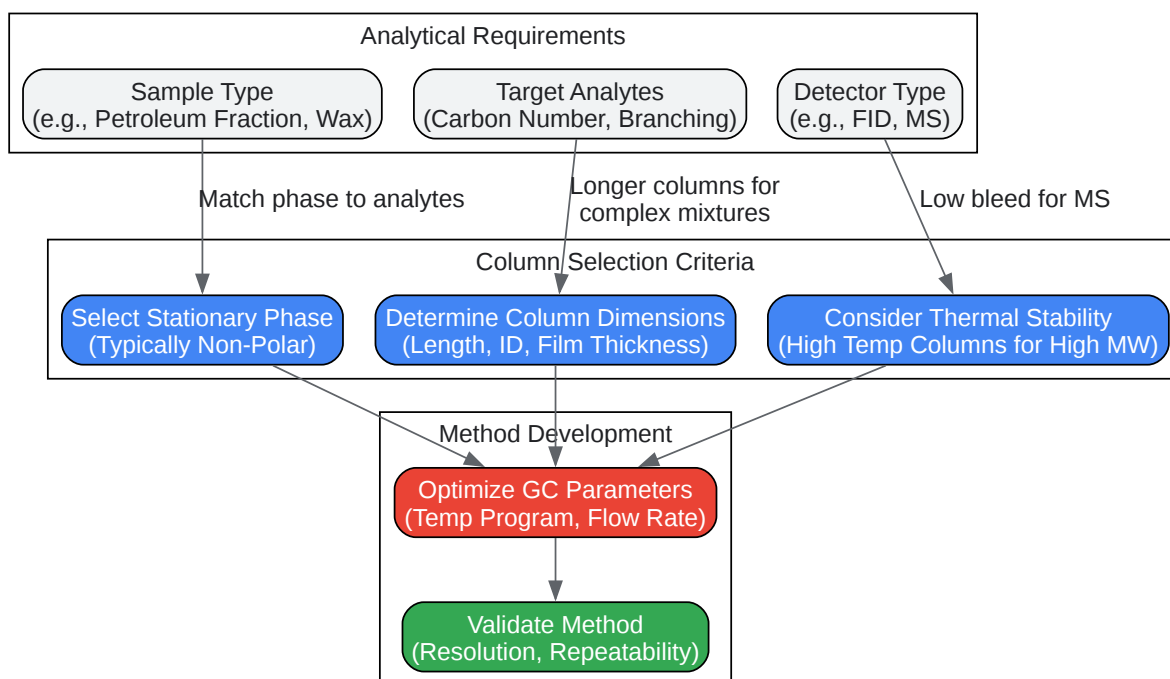 Analytical Requirements
Sample Type
(e.g., Petroleum Fraction, Wax)
Target Analytes
(Carbon Number, Branching)
Detector Type
(e.g., FID, MS)
Match phase to analytes
Longer columns for
complex mixtures
Low bleed for MS
Column Selection Criteria
Select Stationary Phase
(Typically Non-Polar)
Determine Column Dimensions
(Length, ID, Film Thickness)
Consider Thermal Stability
(High Temp Columns for High MW)
Method Development
Optimize GC Parameters
(Temp Program, Flow Rate)
Validate Method
(Resolution, Repeatability)